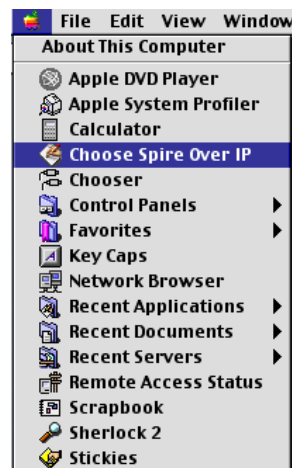 File Edit View Window
About This Computer
Apple DVD Player
Apple System Profiler
Calculator
Choose Spire Over IP
Chooser
Control Panels
Favorites
Key Caps
Network Browser
Recent Applications
Recent Documents
Recent Servers
Remote Access Status
Scrapbook
Sherlock 2
Stickies